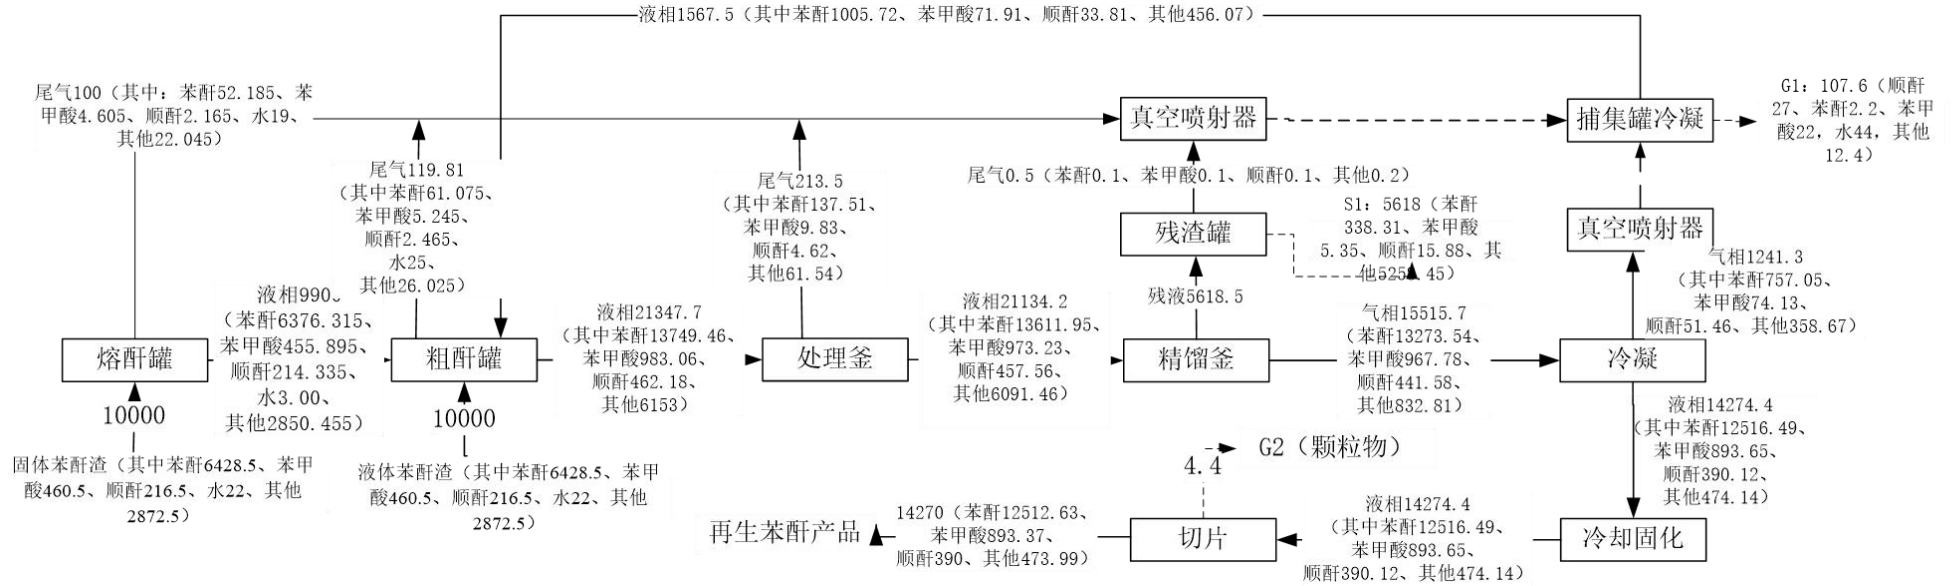 液相1567.5（其中苯酐1005.72、苯甲酸71.91、顺酐33.81、其他456.07）
尾气100（其中：苯酐52.185、苯
甲酸4.605、顺酐2.165、水19、
其他22.045）
真空喷射器
捕集罐冷凝
G1：107.6（顺酐
27、苯酐2.2、苯甲
酸22，水44，其他
12.4）
尾气119.81
（其中苯酐61.075、
苯甲酸5.245、
顺酐2.465、
水25、
其他26.025）
尾气213.5
（其中苯酐137.51、
苯甲酸9.83、
顺酐4.62、
其他61.54）
尾气0.5（苯酐0.1、苯甲酸0.1、顺酐0.1、其他0.2）
残渣罐
S1：5618（苯酐
338.31、苯甲酸
5.35、顺酐15.88、其
真空喷射器
气相1241.3
（其中苯酐757.05、
苯甲酸74.13、
顺酐51.46、其他358.67）
残液5618.5
（苯酐6376.315、
苯甲酸455.895、
顺酐214.335、
水3.00、
其他2850.455）
液相21347.7
（其中苯酐13749.46、
苯甲酸983.06、
顺酐462.18、
其他6153）
液相21134.2
（其中苯酐13611.95、
苯甲酸973.23、
顺酐457.56、
其他6091.46）
气相15515.7
（苯酐13273.54、
苯甲酸967.78、
顺酐441.58、
其他832.81）
熔酐罐
粗酐罐
处理釜
精馏釜
冷凝
10000
10000
固体苯酐渣（其中苯酐6428.5、苯甲
酸460.5、顺酐216.5、水22、其他
2872.5）
液体苯酐渣（其中苯酐6428.5、苯甲
酸460.5、顺酐216.5、水22、其他
2872.5）
液相14274.4
（其中苯酐12516.49、
苯甲酸893.65、
顺酐390.12、
其他474.14）
G2（颗粒物）
4.4
再生苯酐产品
14270（苯酐12512.63、
苯甲酸893.37、
顺酐390、其他473.99）
切片
液相14274.4
（其中苯酐12516.49、
苯甲酸893.65、
顺酐390.12、其他474.14）
冷却固化